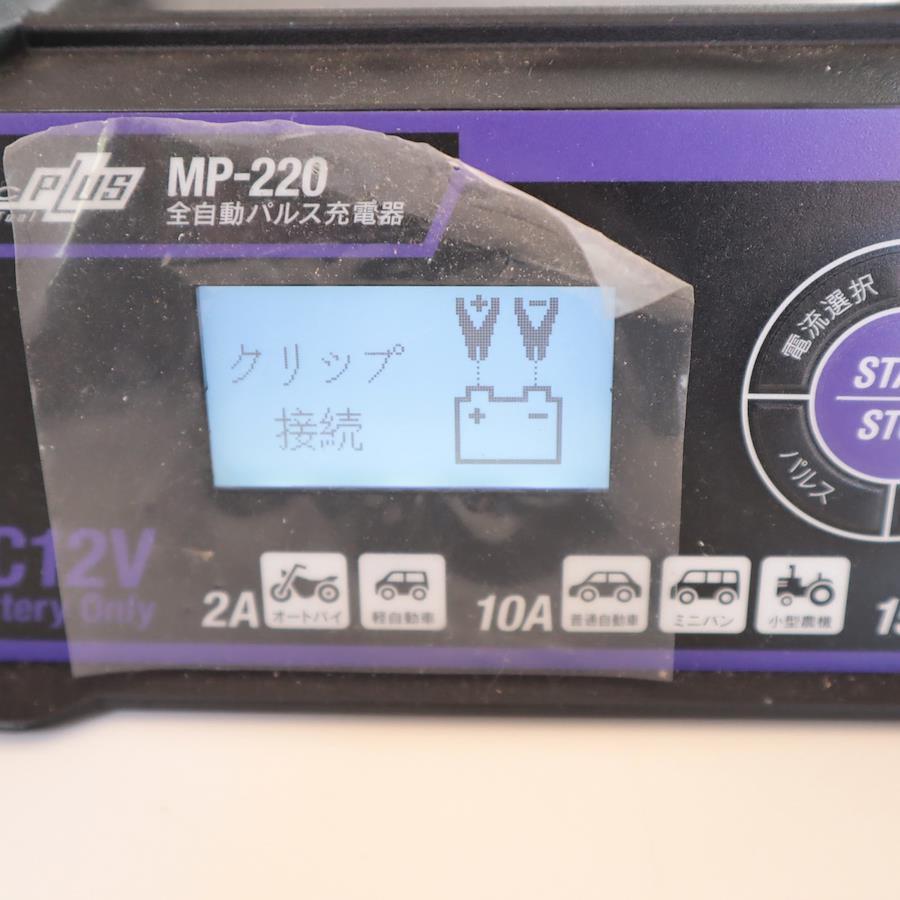 PLUS
MP-220
全自動パルス充電器
クリップ
接続
+ -
+ -
電流選択
パルス
C12V
Only
2A
オートバイ
軽自動車
10A
普通自動車
ミニバン
小型農機